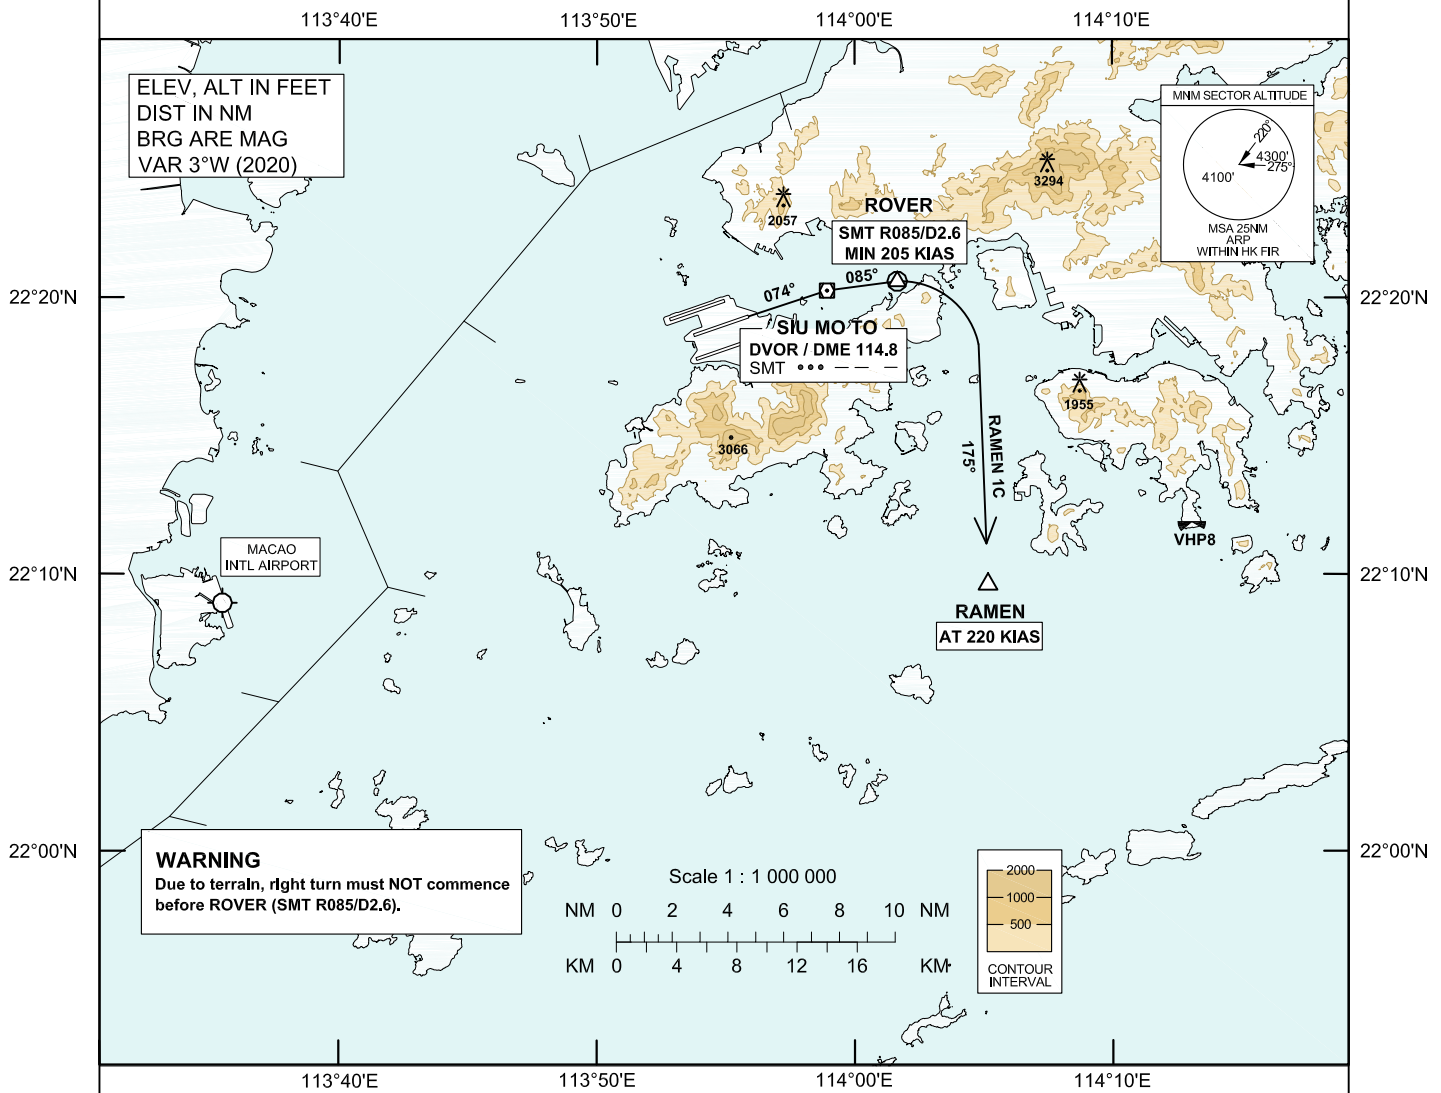 113°40'E 113°50'E 114°00'E 114°10'E
ELEV, ALT IN FEET
DIST IN NM
BRG ARE MAG
VAR 3°W (2020)
MNM SECTOR ALTITUDE
220°
4300'
275°
4100'
MSA 25NM
ARP
WITHIN HK FIR
3294
2057
ROVER
SMT R085/D2.6
MIN 205 KIAS
074°
085°
22°20'N 22°20'N
SIU MO TO
DVOR / DME 114.8
SMT
1955
3066
RAMEN 1C
175°
VHP8
MACAO
INTL AIRPORT
22°10'N 22°10'N
RAMEN
AT 220 KIAS
22°00'N 22°00'N
WARNING
Due to terrain, right turn must NOT commence
before ROVER (SMT R085/D2.6).
Scale 1 : 1 000 000
NM 0 2 4 6 8 10 NM
KM 0 4 8 12 16 KM
2000
1000
500
CONTOUR
INTERVAL
113°40'E 113°50'E 114°00'E 114°10'E